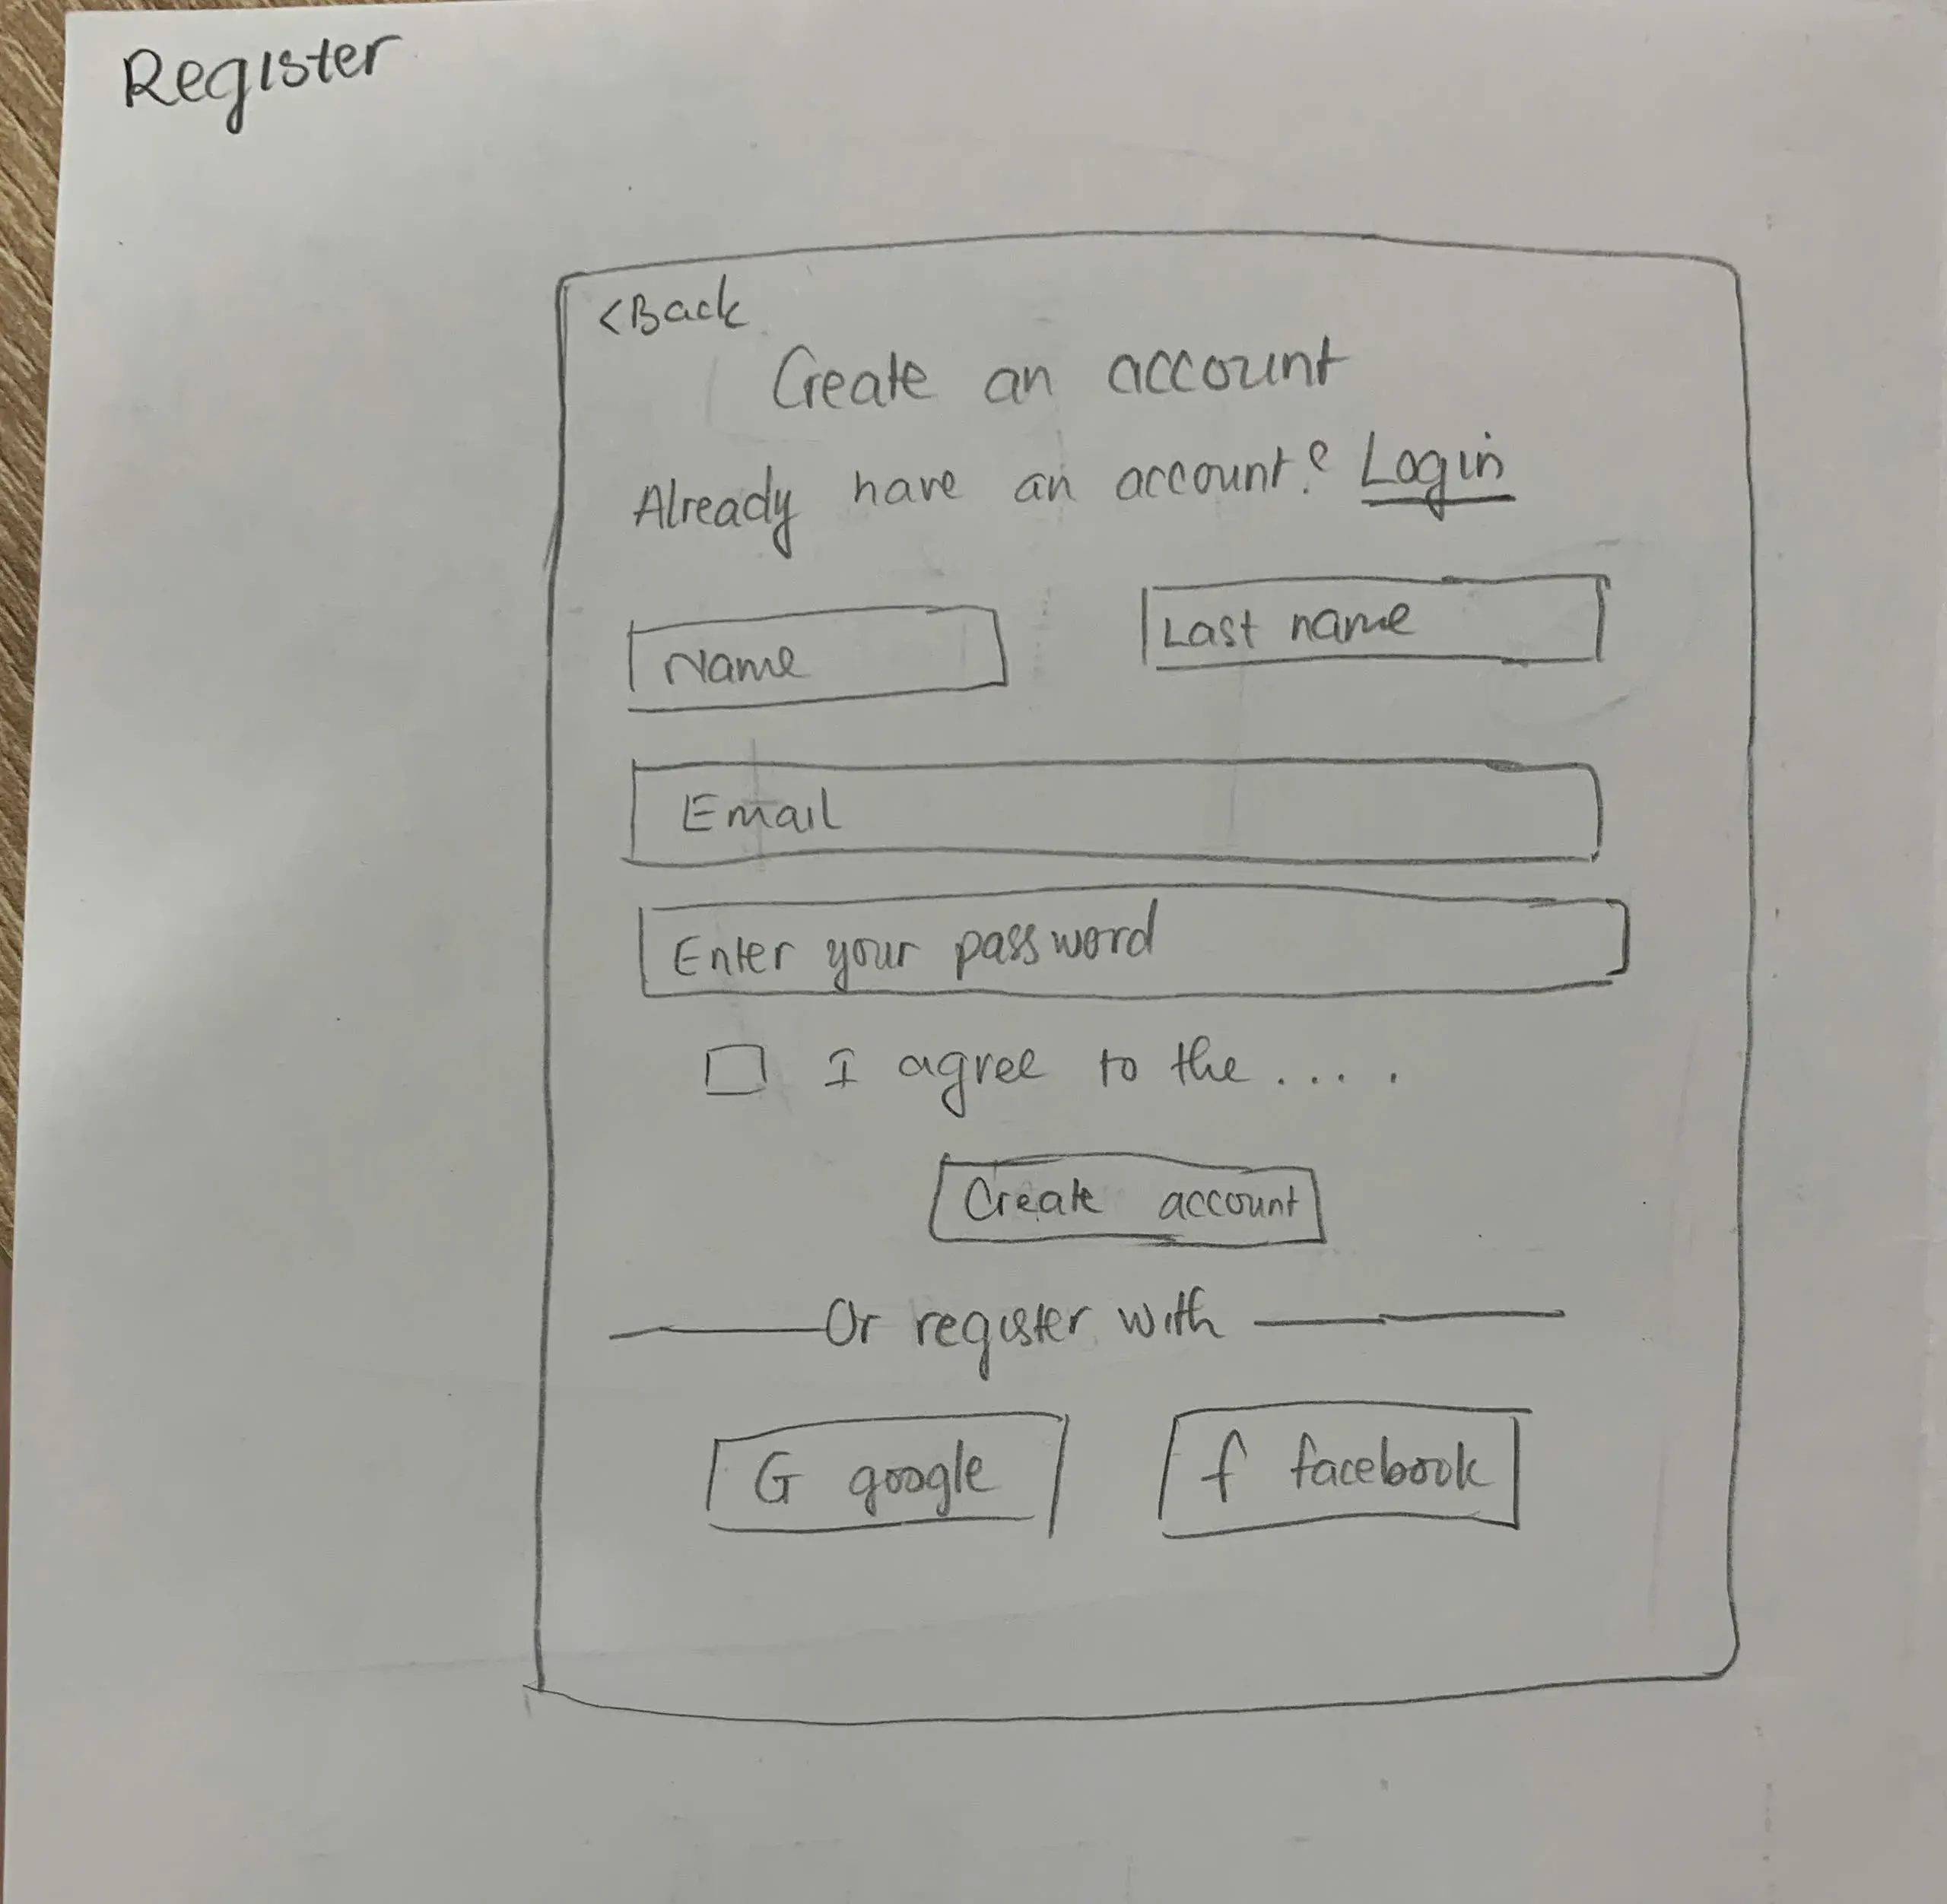 Register
<Back
Create an account
Already have an account? Login
Name Last name
Email
Enter your password
I agree to the . . . .
Create account
Or register with
G google f facebook